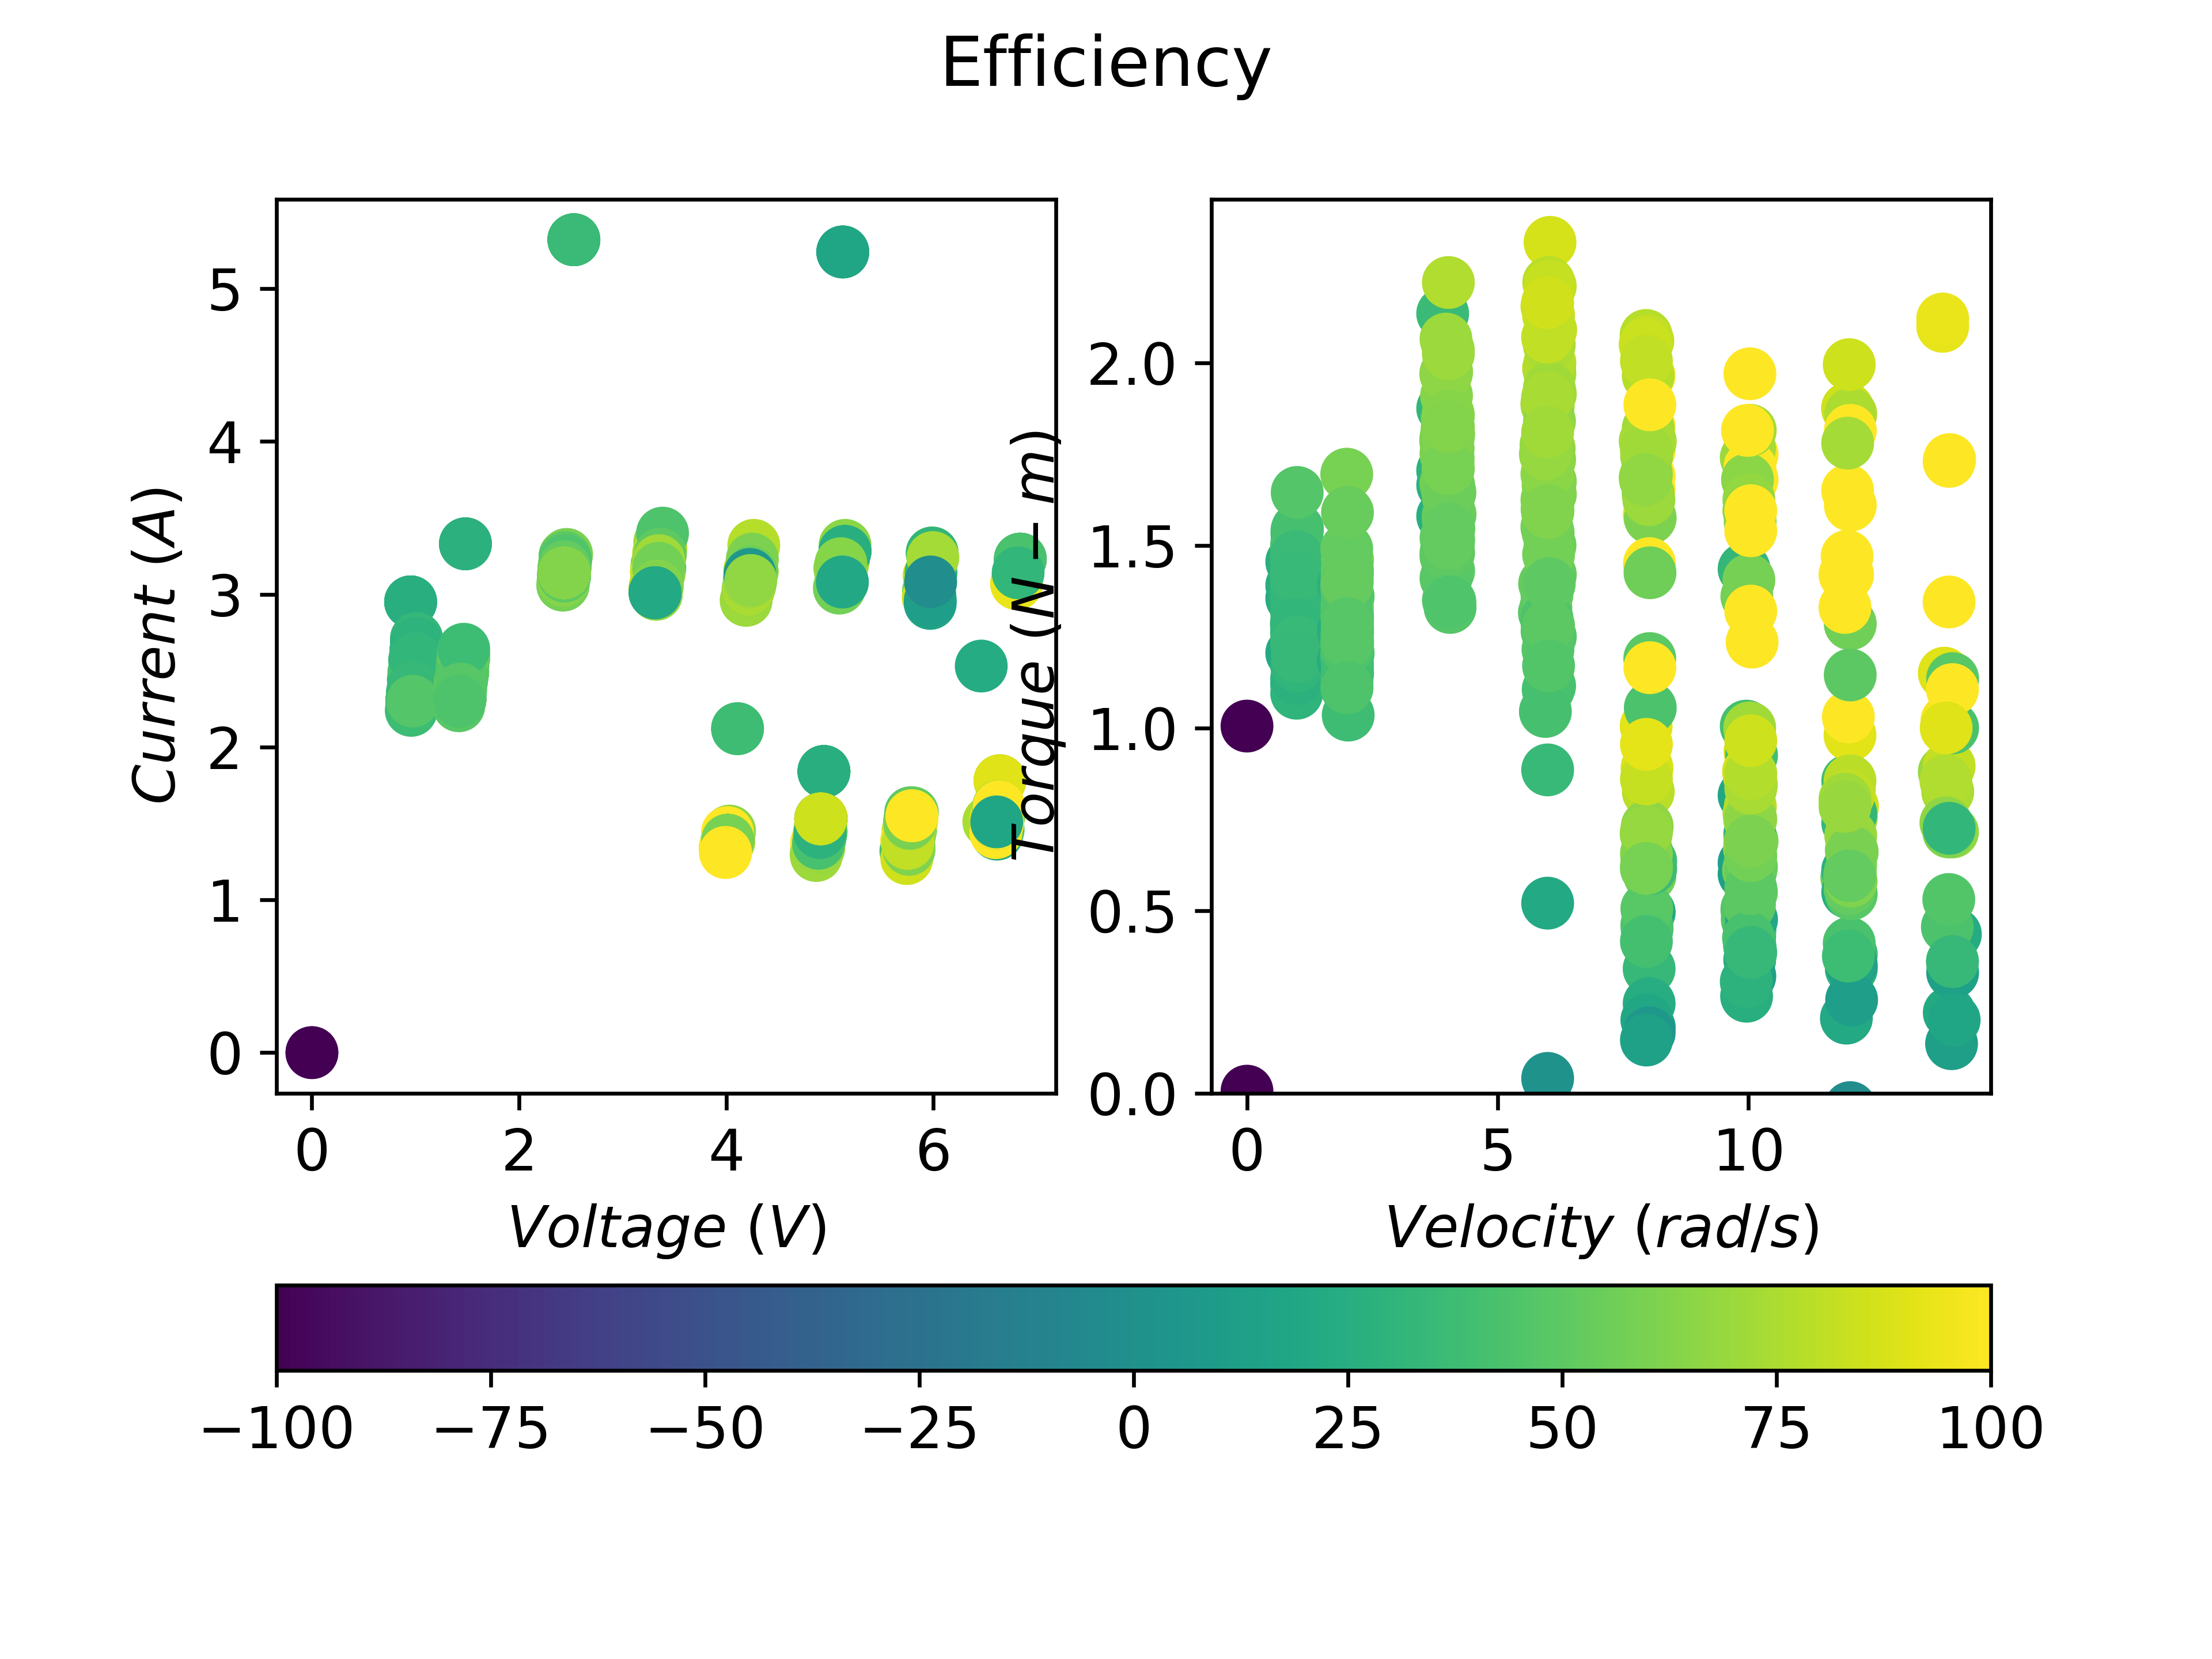 Efficiency
Current (A)
5
4
3
2
1
0
0 2 4 6
Voltage (V)
Torque (N − m)
2.0
1.5
1.0
0.5
0.0
0 5 10
Velocity (rad/s)
−100 −75 −50 −25 0 25 50 75 100